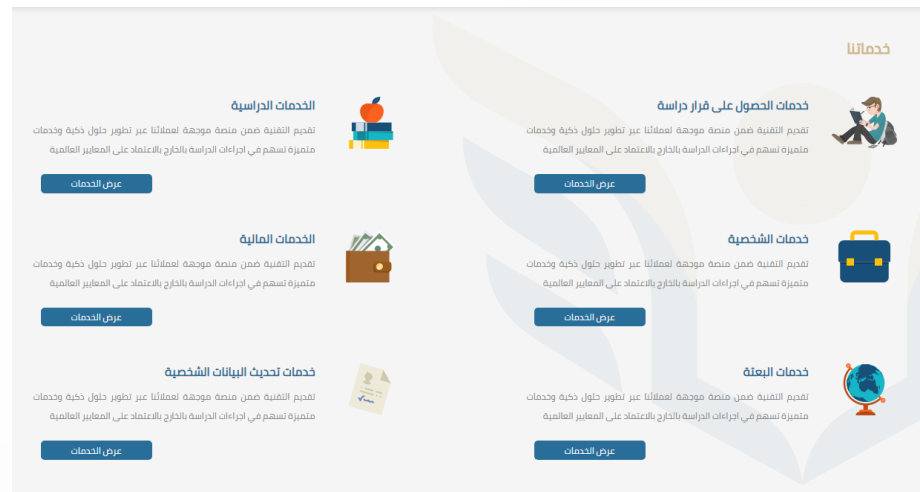 خدماتنا
خدمات الحصول على قرار دراسة
تقديم التقنية ضمن منصة موجهة لعملائنا عبر تطوير حلول ذكية وخدمات
متميزة تسهم في اجراءات الدراسة بالخارج بالاعتماد على المعايير العالمية
عرض الخدمات
الخدمات الدراسية
تقديم التقنية ضمن منصة موجهة لعملائنا عبر تطوير حلول ذكية وخدمات
متميزة تسهم في اجراءات الدراسة بالخارج بالاعتماد على المعايير العالمية
عرض الخدمات
خدمات الشخصية
تقديم التقنية ضمن منصة موجهة لعملائنا عبر تطوير حلول ذكية وخدمات
متميزة تسهم في اجراءات الدراسة بالخارج بالاعتماد على المعايير العالمية
عرض الخدمات
الخدمات المالية
تقديم التقنية ضمن منصة موجهة لعملائنا عبر تطوير حلول ذكية وخدمات
متميزة تسهم في اجراءات الدراسة بالخارج بالاعتماد على المعايير العالمية
عرض الخدمات
خدمات البعثة
تقديم التقنية ضمن منصة موجهة لعملائنا عبر تطوير حلول ذكية وخدمات
متميزة تسهم في اجراءات الدراسة بالخارج بالاعتماد على المعايير العالمية
عرض الخدمات
خدمات تحديث البيانات الشخصية
تقديم التقنية ضمن منصة موجهة لعملائنا عبر تطوير حلول ذكية وخدمات
متميزة تسهم في اجراءات الدراسة بالخارج بالاعتماد على المعايير العالمية
عرض الخدمات